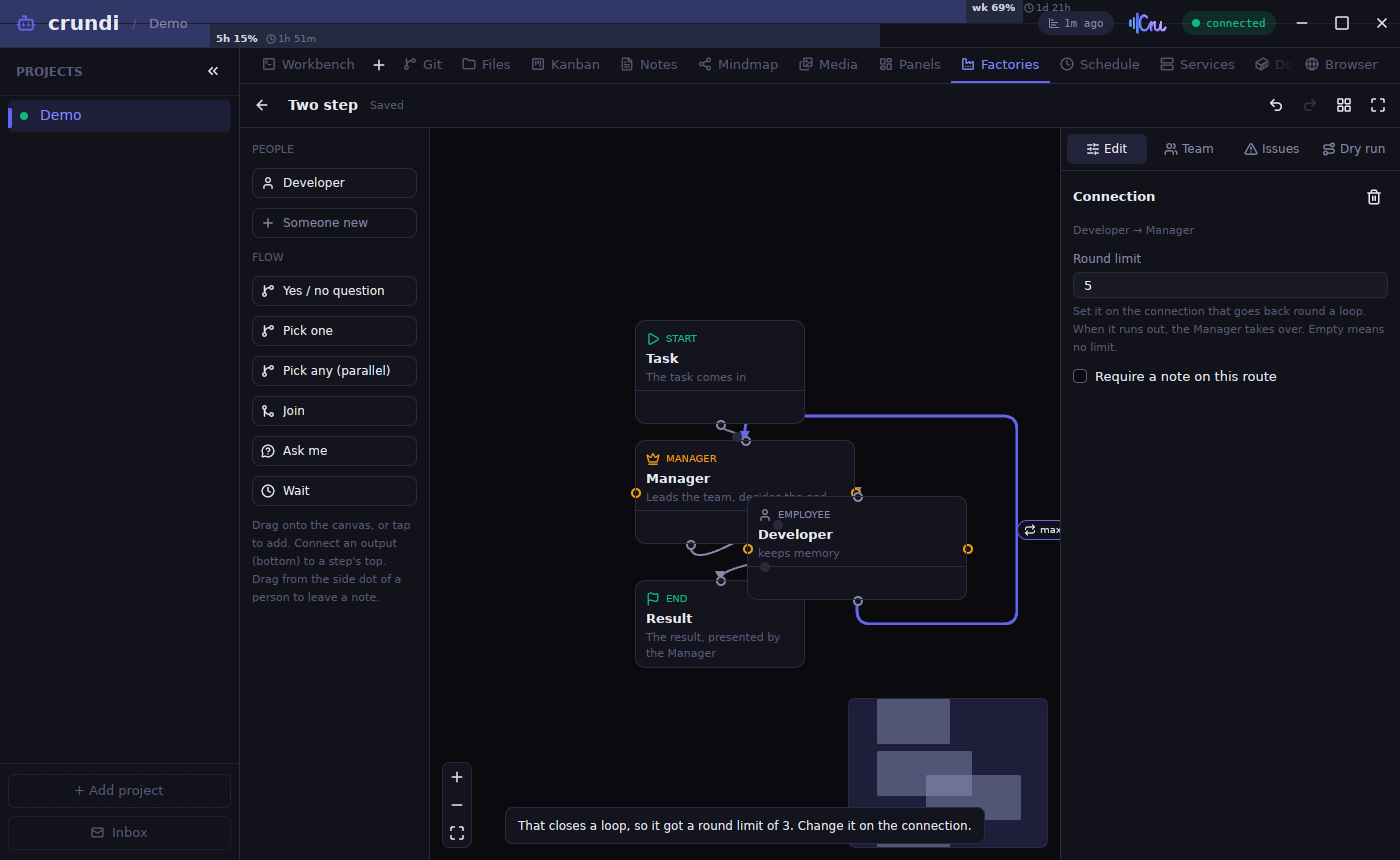 crundi / Demo
wk 69% 1d 21h
5h 15% 1h 51m
1m ago
Cru
connected
PROJECTS
Demo
+ Add project
Inbox
Workbench
Git
Files
Kanban
Notes
Mindmap
Media
Panels
Factories
Schedule
Services
Do
Browser
Two step Saved
PEOPLE
Developer
Someone new
FLOW
Yes / no question
Pick one
Pick any (parallel)
Join
Ask me
Wait
Drag onto the canvas, or tap
to add. Connect an output
(bottom) to a step's top.
Drag from the side dot of a
person to leave a note.
START
Task
The task comes in
MANAGER
Manager
Leads the team, decides the end
EMPLOYEE
Developer
keeps memory
max
END
Result
The result, presented by
the Manager
That closes a loop, so it got a round limit of 3. Change it on the connection.
Edit
Team
Issues
Dry run
Connection
Developer → Manager
Round limit
5
Set it on the connection that goes back round a loop.
When it runs out, the Manager takes over. Empty means
no limit.
Require a note on this route